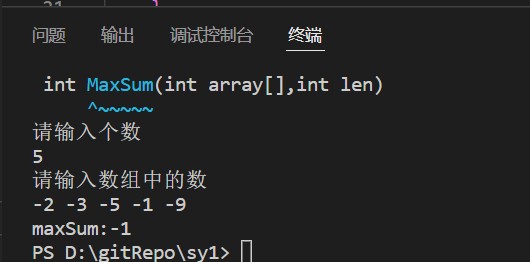 21 }
问题 输出 调试控制台 终端
int MaxSum(int array[],int len)
^~~~~~
请输入个数
5
请输入数组中的数
-2 -3 -5 -1 -9
maxSum:-1
PS D:\gitRepo\sy1>